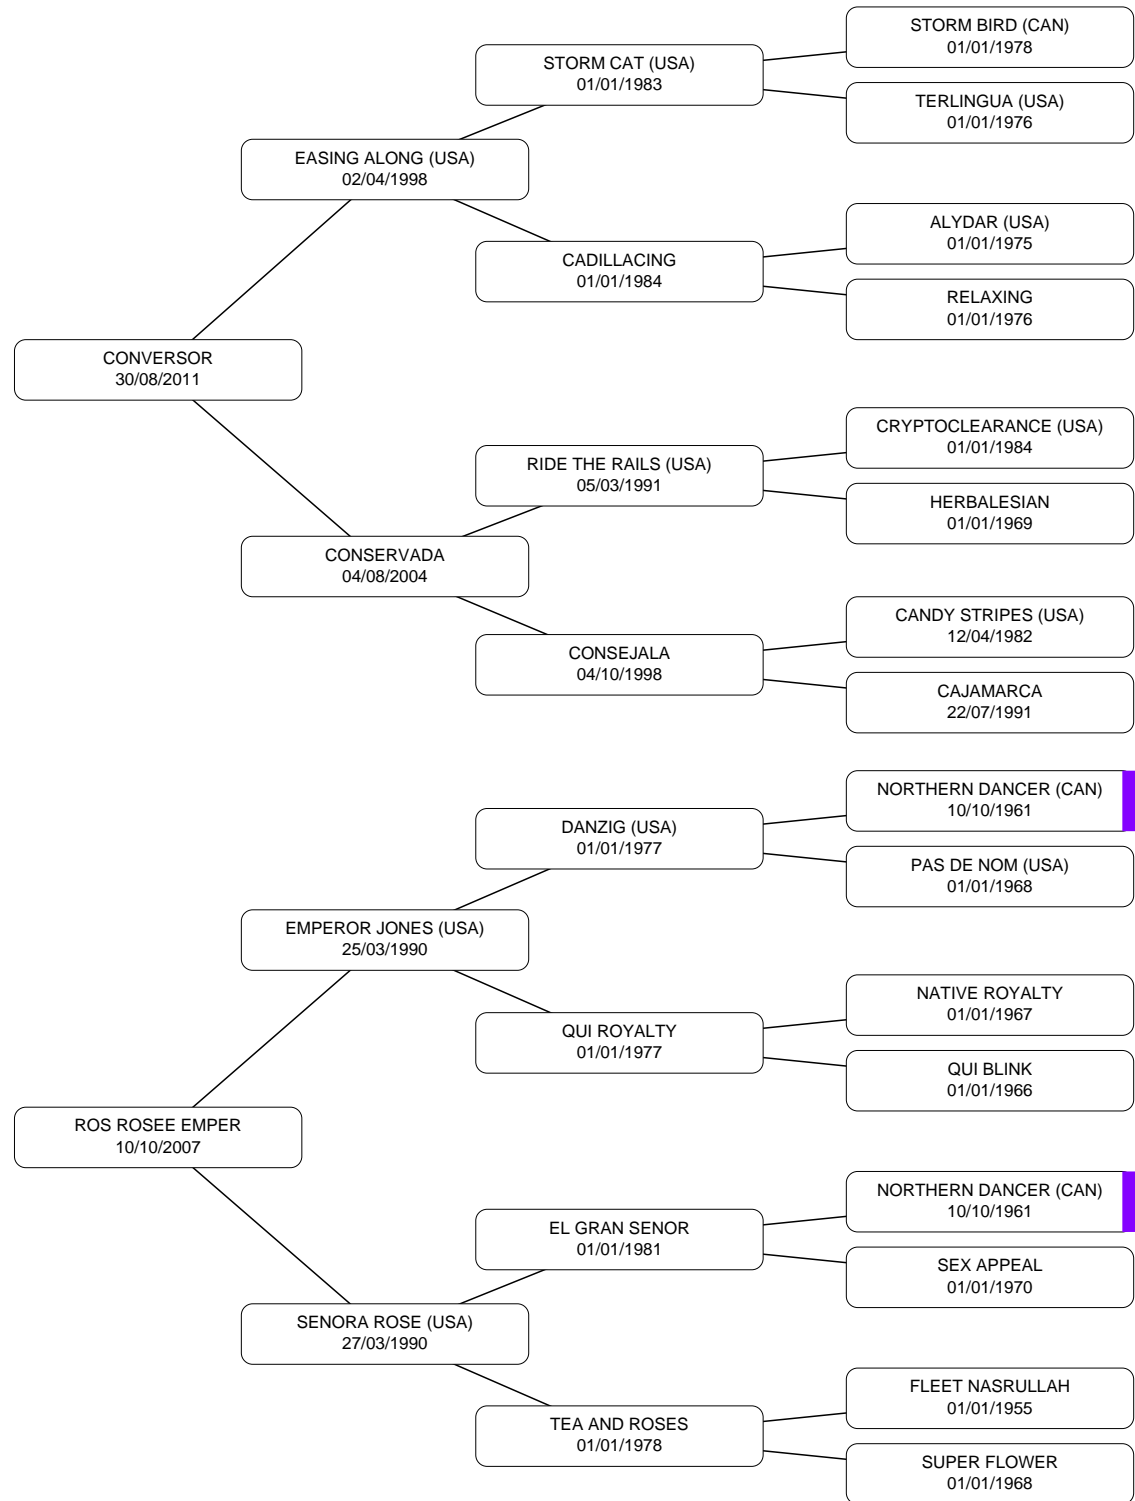 STORM BIRD (CAN)
01/01/1978
STORM CAT (USA)
01/01/1983
TERLINGUA (USA)
01/01/1976
EASING ALONG (USA)
02/04/1998
ALYDAR (USA)
01/01/1975
CADILLACING
01/01/1984
RELAXING
01/01/1976
CONVERSOR
30/08/2011
CRYPTOCLEARANCE (USA)
01/01/1984
RIDE THE RAILS (USA)
05/03/1991
HERBALESIAN
01/01/1969
CONSERVADA
04/08/2004
CANDY STRIPES (USA)
12/04/1982
CONSEJALA
04/10/1998
CAJAMARCA
22/07/1991
NORTHERN DANCER (CAN)
10/10/1961
DANZIG (USA)
01/01/1977
PAS DE NOM (USA)
01/01/1968
EMPEROR JONES (USA)
25/03/1990
NATIVE ROYALTY
01/01/1967
QUI ROYALTY
01/01/1977
QUI BLINK
01/01/1966
ROS ROSEE EMPER
10/10/2007
NORTHERN DANCER (CAN)
10/10/1961
EL GRAN SENOR
01/01/1981
SEX APPEAL
01/01/1970
SENORA ROSE (USA)
27/03/1990
FLEET NASRULLAH
01/01/1955
TEA AND ROSES
01/01/1978
SUPER FLOWER
01/01/1968